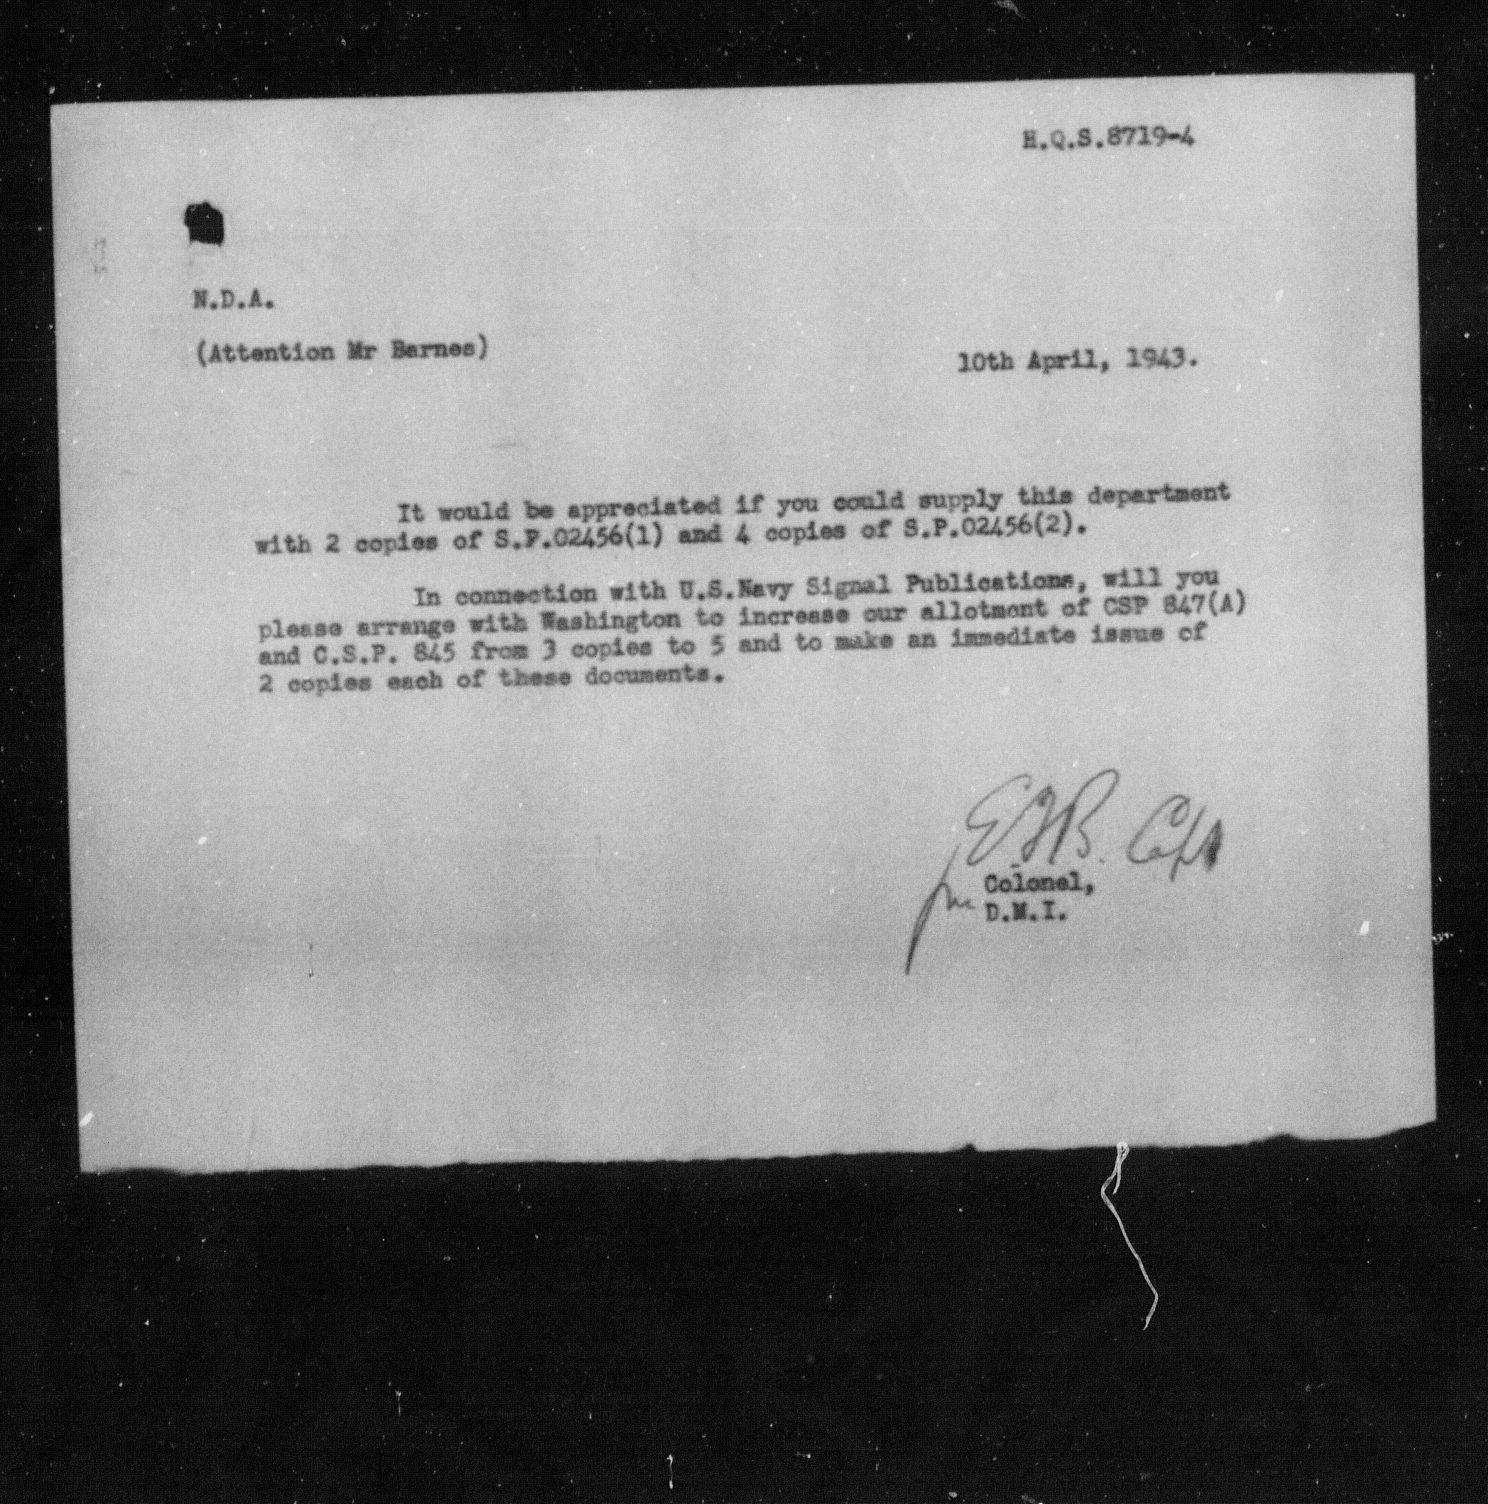 H.Q.S.8719-4
N.D.A.
(Attention Mr Barnes)
10th April, 1943.
It would be appreciated if you could supply this department
with 2 copies of S.P.02456(1) and 4 copies of S.P.02456(2).
In connection with U.S.Navy Signal Publications, will you
please arrange with Washington to increase our allotment of CSP 847(A)
and C.S.P. 845 from 3 copies to 5 and to make an immediate issue of
2 copies each of these documents.
Capt
for Colonel,
D.M.I.